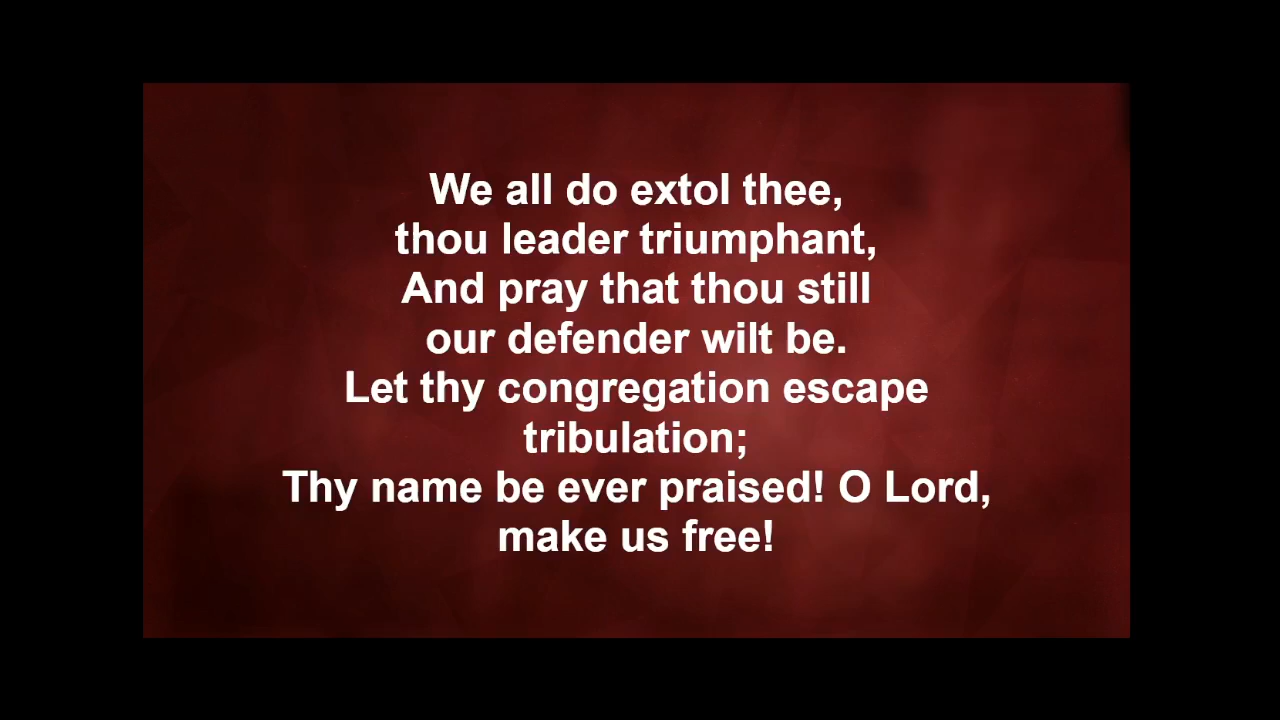 We all do extol thee,
thou leader triumphant,
And pray that thou still
our defender wilt be.
Let thy congregation escape
tribulation;
Thy name be ever praised! O Lord,
make us free!